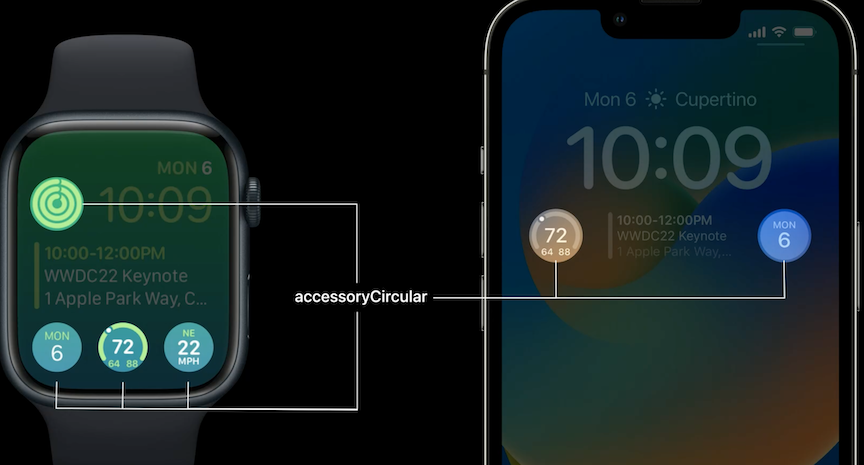 MON 6
10:09
10:00-12:00PM
WWDC22 Keynote
1 Apple Park Way, C...
MON
6
72
64 88
NE
22
MPH
accessoryCircular
Mon 6 Cupertino
10:09
72
64 88
10:00-12:00PM
WWDC22 Keynote
1 Apple Park Way,...
MON
6